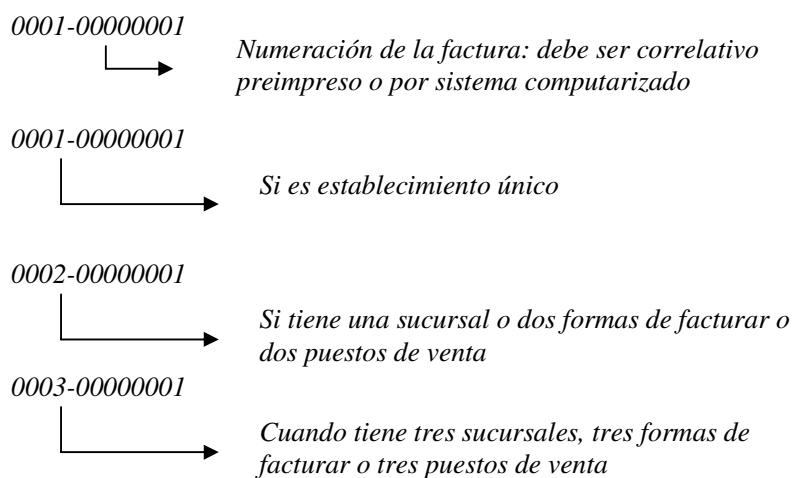 0001-00000001
Numeración de la factura: debe ser correlativo
preimpreso o por sistema computarizado
0001-00000001
Si es establecimiento único
0002-00000001
Si tiene una sucursal o dos formas de facturar o
dos puestos de venta
0003-00000001
Cuando tiene tres sucursales, tres formas de
facturar o tres puestos de venta